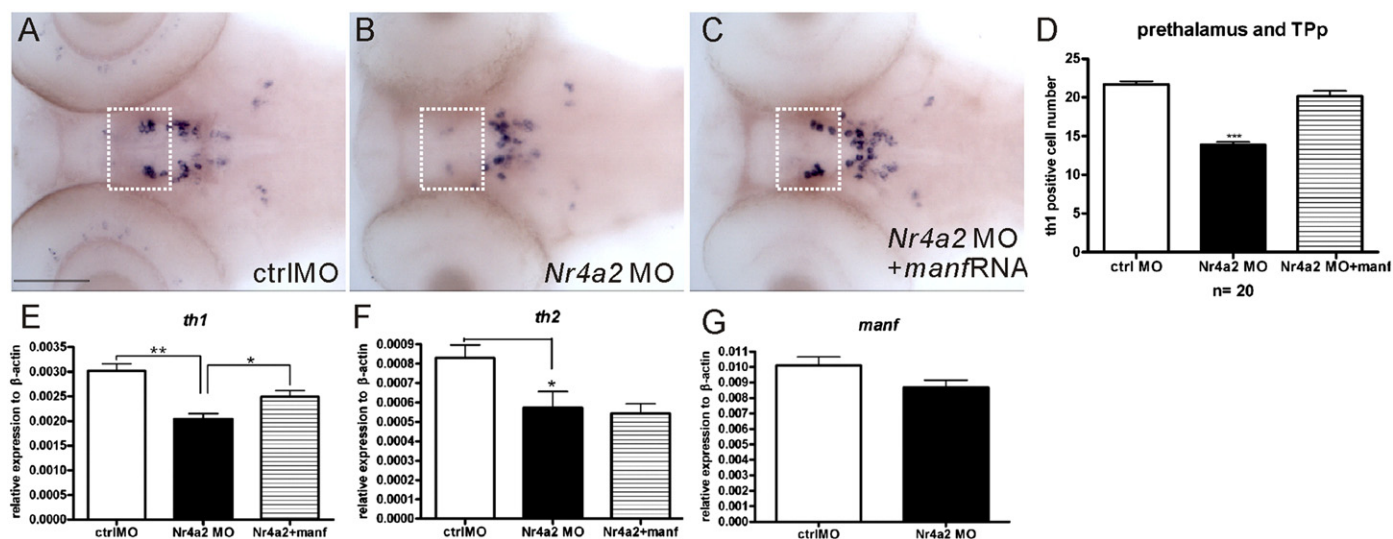 A
ctrlMO
B
Nr4a2 MO
C
Nr4a2 MO
+manfRNA
D
prethalamus and TPp
th1 positive cell number
25
20
15
10
5
0
***
ctrl MO
Nr4a2 MO
Nr4a2 MO+manf
n= 20
E
th1
relative expression to β-actin
0.0035
0.0030
0.0025
0.0020
0.0015
0.0010
0.0005
0.0000
**
*
ctrlMO
Nr4a2 MO
Nr4a2+manf
F
th2
relative expression to β-actin
0.0009
0.0008
0.0007
0.0006
0.0005
0.0004
0.0003
0.0002
0.0001
0.0000
*
ctrlMO
Nr4a2 MO
Nr4a2+manf
G
manf
relative expression to β-actin
0.011
0.010
0.009
0.008
0.007
0.006
0.005
0.004
0.003
0.002
0.001
0.000
ctrlMO
Nr4a2 MO